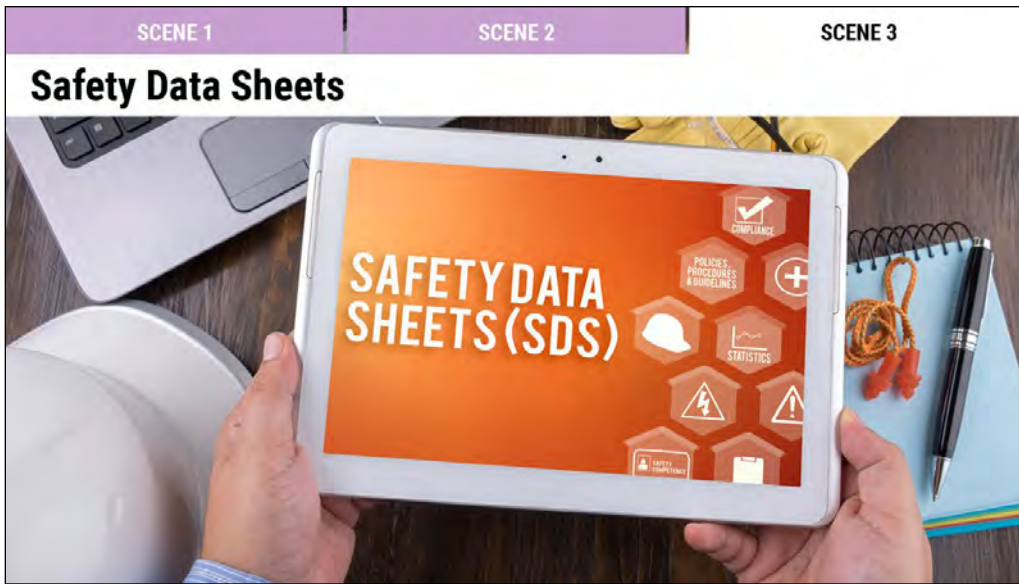 SCENE 1
SCENE 2
SCENE 3
Safety Data Sheets
SAFETY DATA
SHEETS (SDS)
COMPLIANCE
POLICIES,
PROCEDURES
& GUIDELINES
STATISTICS
SAFETY
COMPETENCY